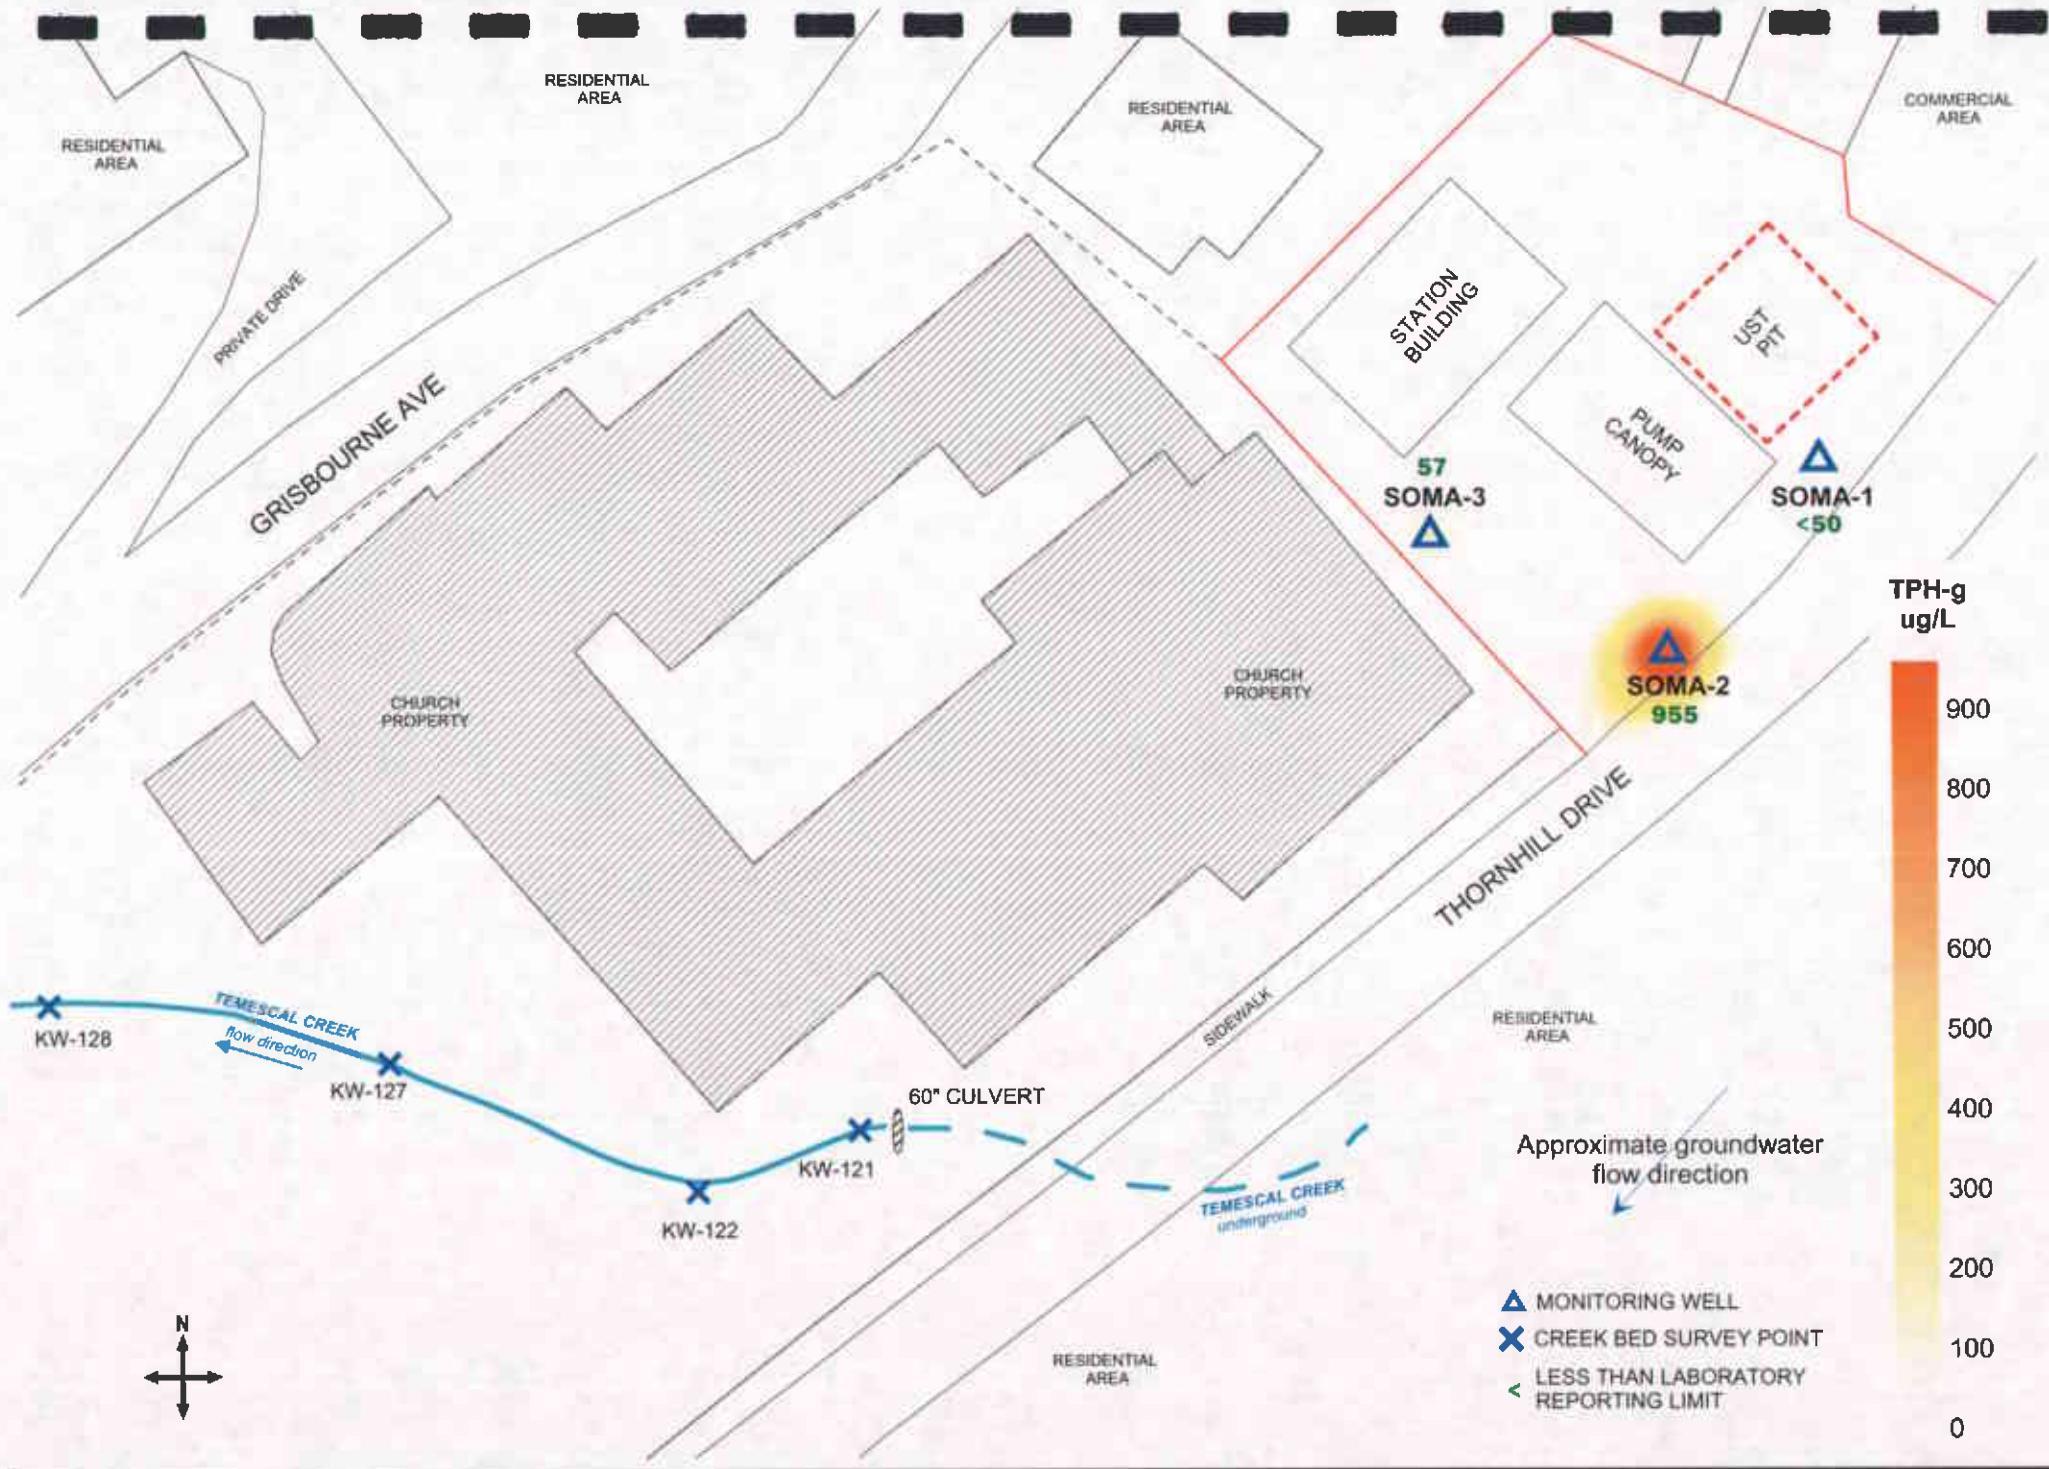 RESIDENTIAL
AREA
RESIDENTIAL
AREA
RESIDENTIAL
AREA
COMMERCIAL
AREA
PRIVATE DRIVE
GRISBOURNE AVE
STATION
BUILDING
UST
PIT
PUMP
CANOPY
57
SOMA-3
SOMA-1
<50
SOMA-2
955
TPH-g
ug/L
900
800
700
600
500
400
300
200
100
0
CHURCH
PROPERTY
CHURCH
PROPERTY
THORNHILL DRIVE
SIDEWALK
RESIDENTIAL
AREA
TEMESCAL CREEK
flow direction
KW-128
KW-127
KW-122
KW-121
60" CULVERT
TEMESCAL CREEK
underground
Approximate groundwater
flow direction
N
RESIDENTIAL
AREA
MONITORING WELL
CREEK BED SURVEY POINT
< LESS THAN LABORATORY
REPORTING LIMIT